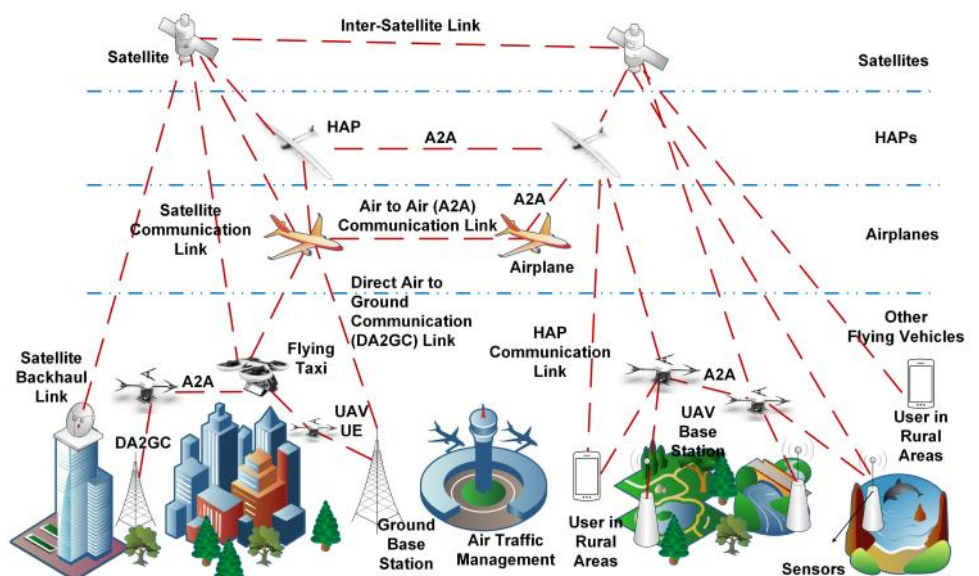 Inter-Satellite Link
Satellite
Satellites
HAP
A2A
HAPs
Satellite
Communication
Link
Air to Air (A2A)
Communication Link
A2A
Airplane
Airplanes
Direct Air to
Ground
Communication
(DA2GC) Link
HAP
Communication
Link
Other
Flying Vehicles
Satellite
Backhaul
Link
A2A
Flying
Taxi
DA2GC
UAV
UE
A2A
UAV
Base
Station
User in
Rural
Areas
Ground
Base
Station
Air Traffic
Management
User in
Rural
Areas
Sensors